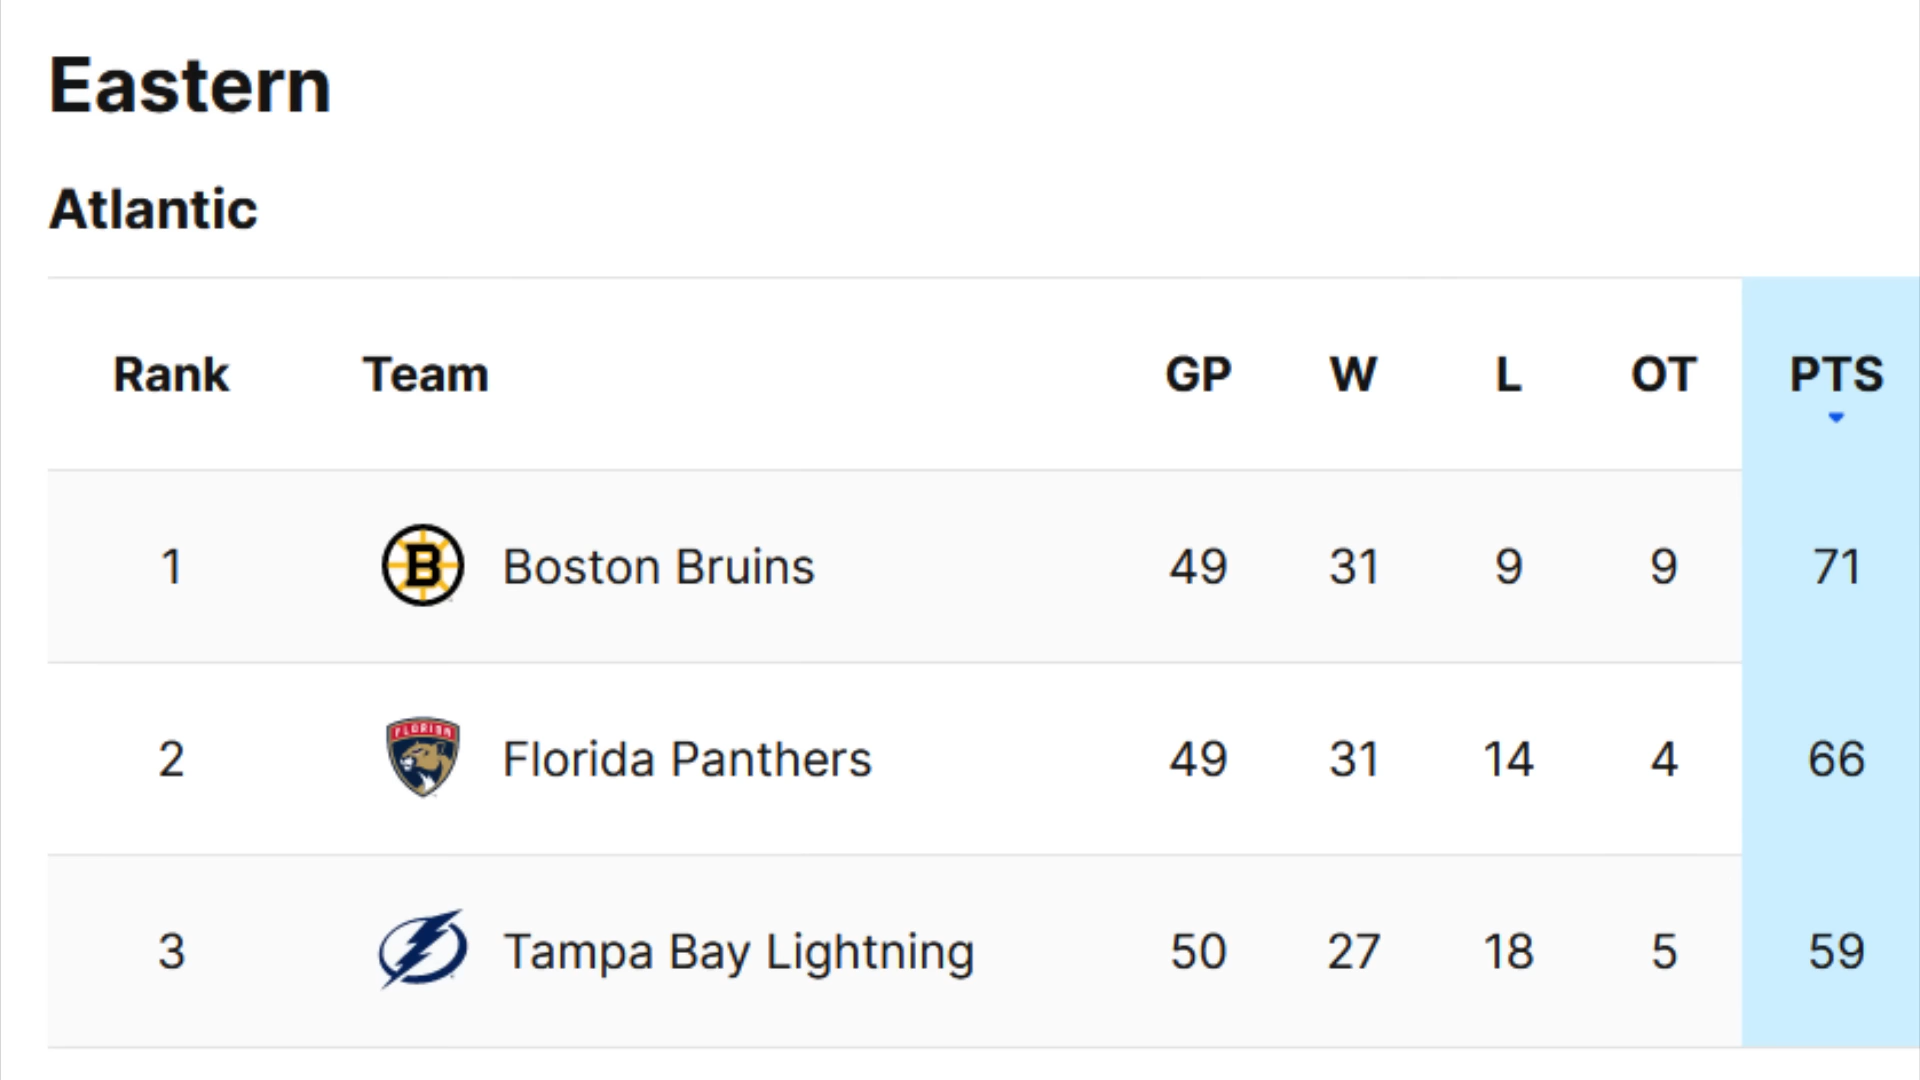 Eastern
Atlantic
Rank Team GP W L OT PTS
1 B Boston Bruins 49 31 9 9 71
2 FLORIDA Florida Panthers 49 31 14 4 66
3 Tampa Bay Lightning 50 27 18 5 59